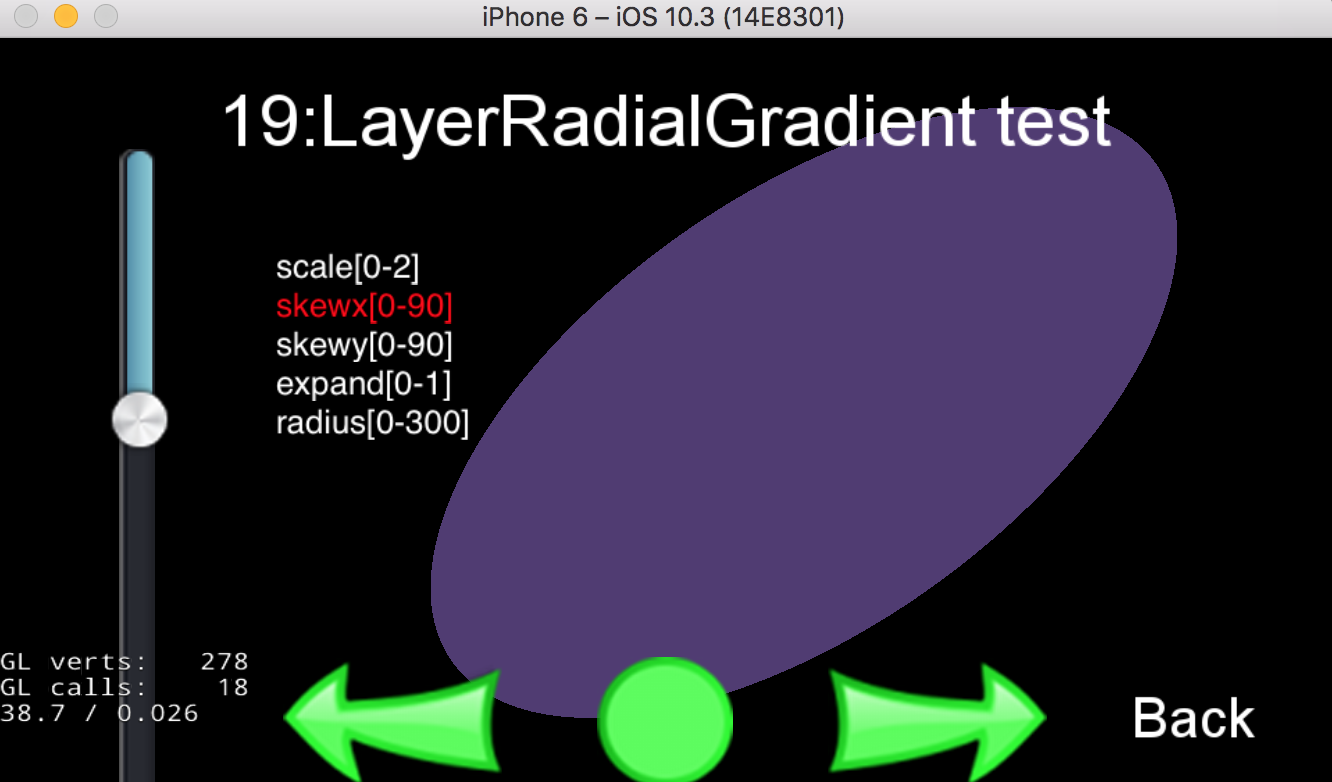 iPhone 6 – iOS 10.3 (14E8301)
19:LayerRadialGradient test
scale[0-2]
skewx[0-90]
skewy[0-90]
expand[0-1]
radius[0-300]
GL verts: 278
GL calls: 18
38.7 / 0.026
Back